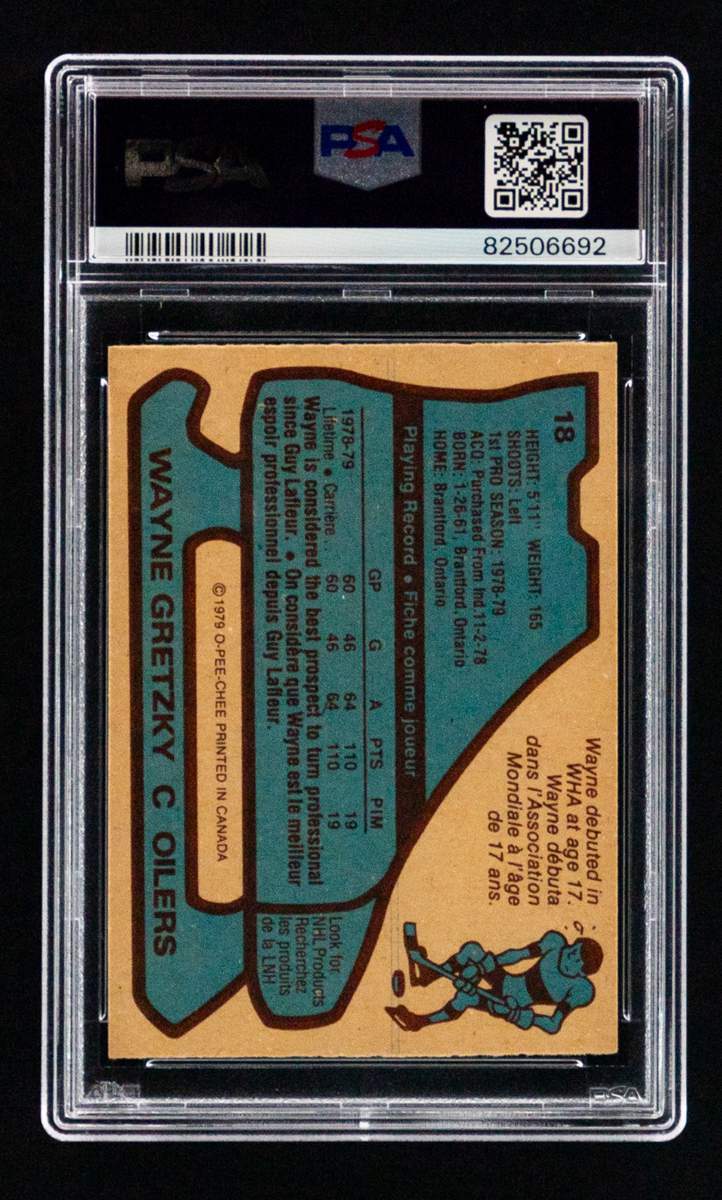 PSA
82506692
18
HEIGHT: 5'11" WEIGHT: 165
SHOOTS: Left
1st PRO SEASON: 1978-79
ACQ: Purchased From Ind. 11-2-78
BORN: 1-26-61, Brantford, Ontario
HOME: Brantford, Ontario
Wayne debuted in
WHA at age 17.
Wayne débuta
dans l'Association
Mondiale à l'âge
de 17 ans.
Playing Record • Fiche comme joueur
GP G A PTS PIM
1978-79 60 46 64 110 19
Lifetime • Carrière... 60 46 64 110 19
Wayne is considered the best prospect to turn professional
since Guy Lafleur. • On considère que Wayne est le meilleur
espoir professionnel depuis Guy Lafleur.
Look for
NHL Products
Recherchez
les produits
de la LNH
© 1979 O-PEE-CHEE PRINTED IN CANADA
WAYNE GRETZKY C OILERS
PSA